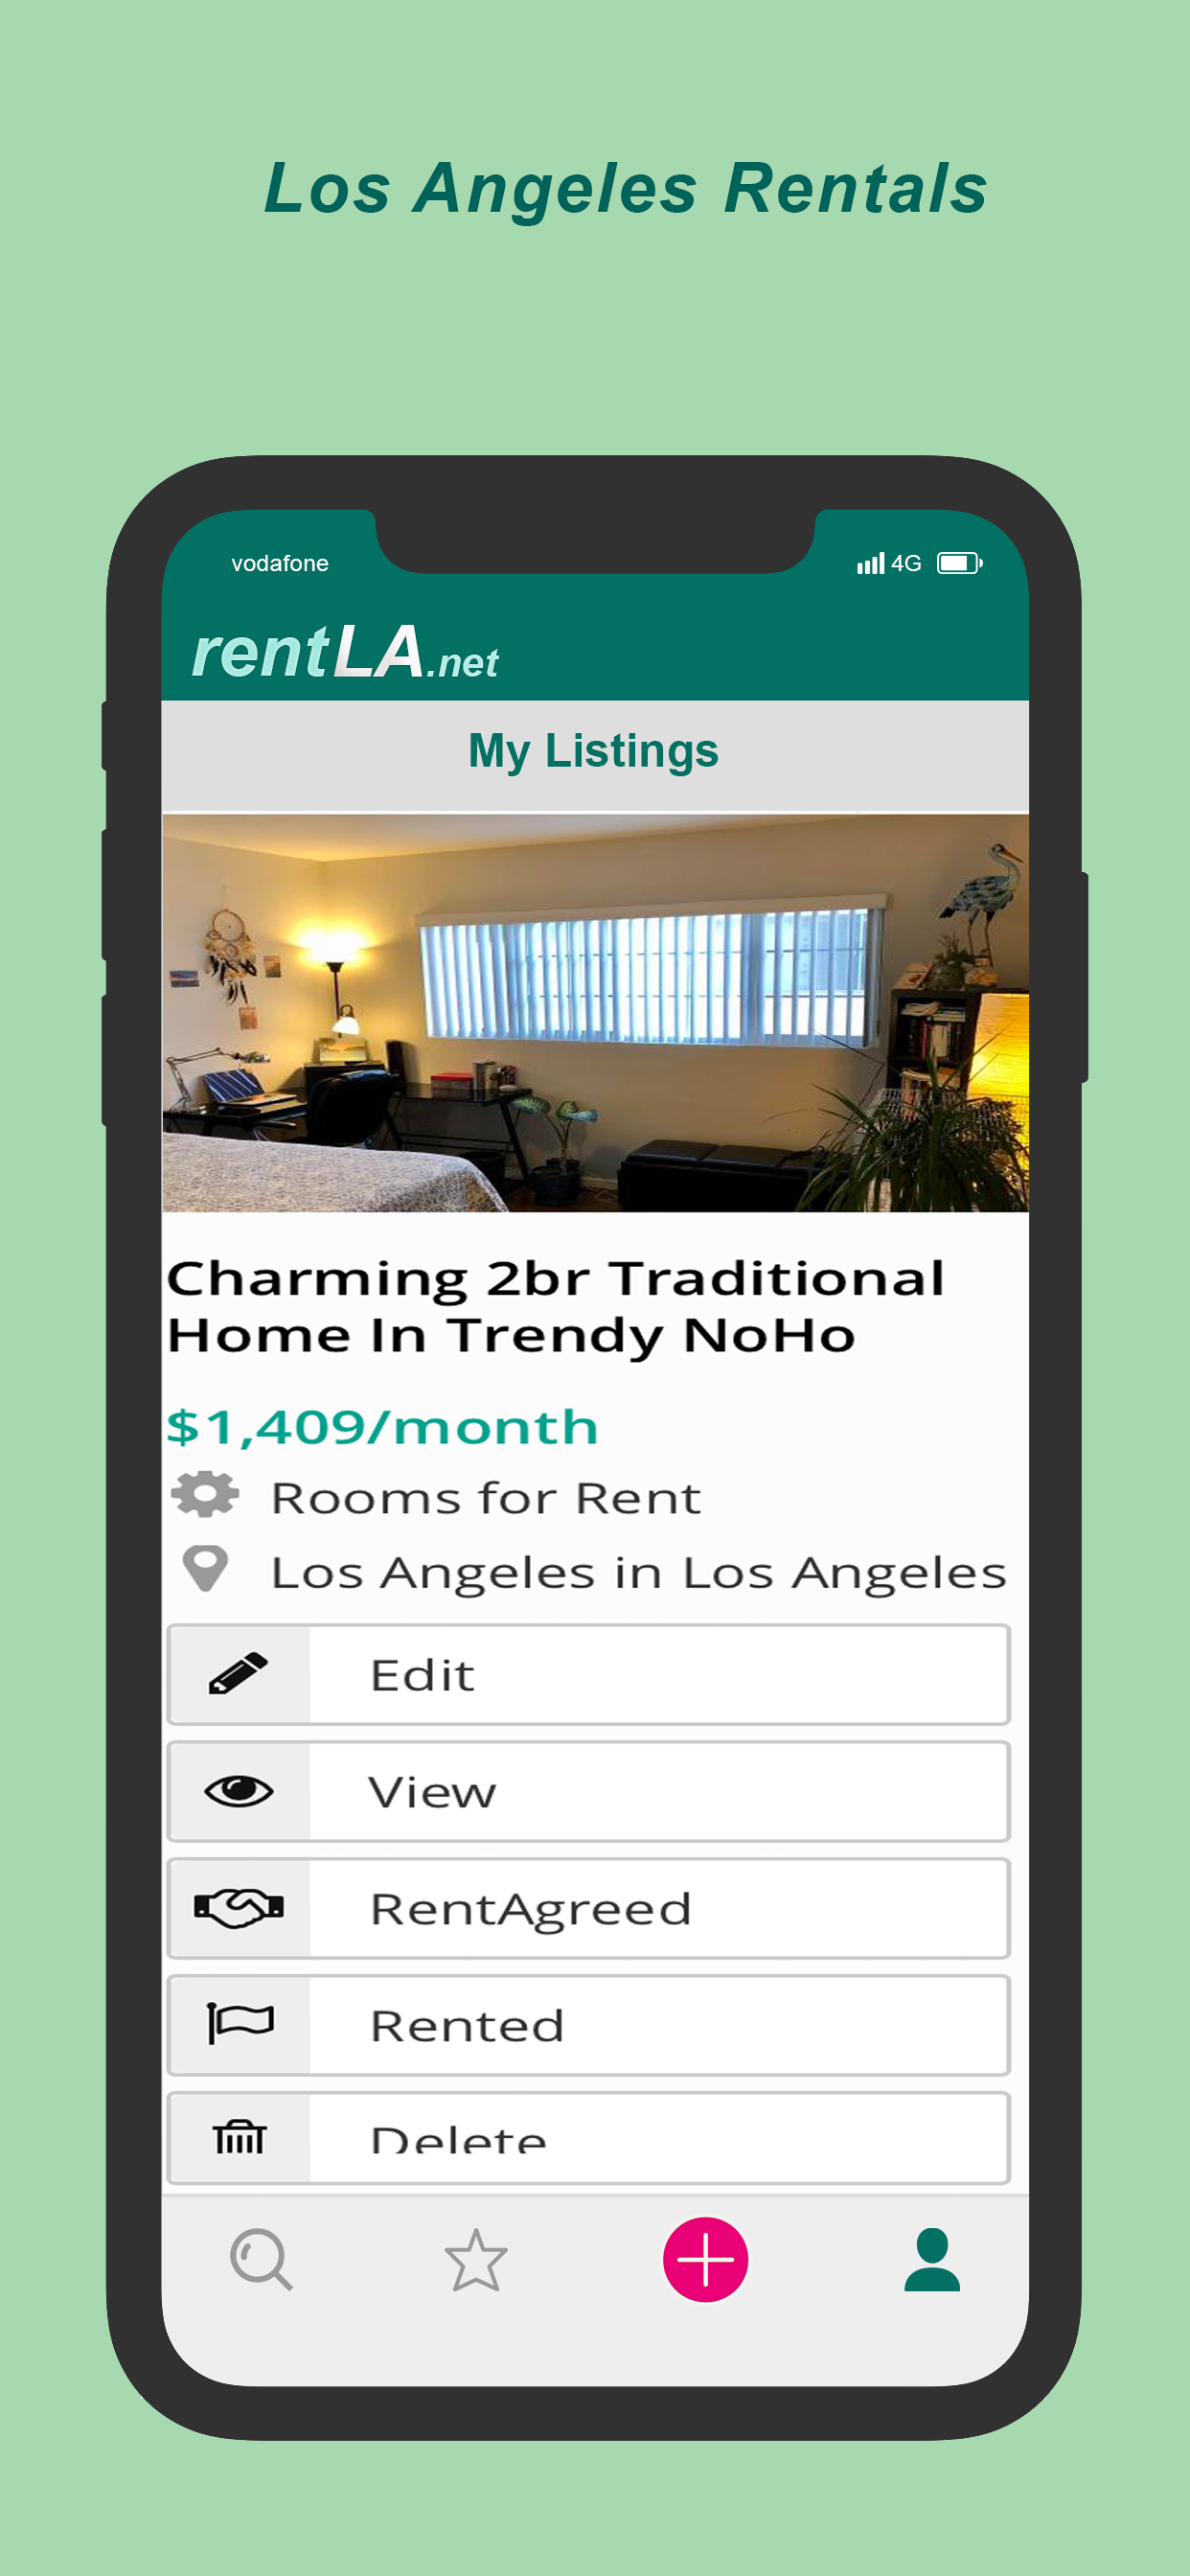 Los Angeles Rentals
vodafone
4G
rentLA.net
My Listings
Charming 2br Traditional
Home In Trendy NoHo
$1,409/month
Rooms for Rent
Los Angeles in Los Angeles
Edit
View
RentAgreed
Rented
Delete